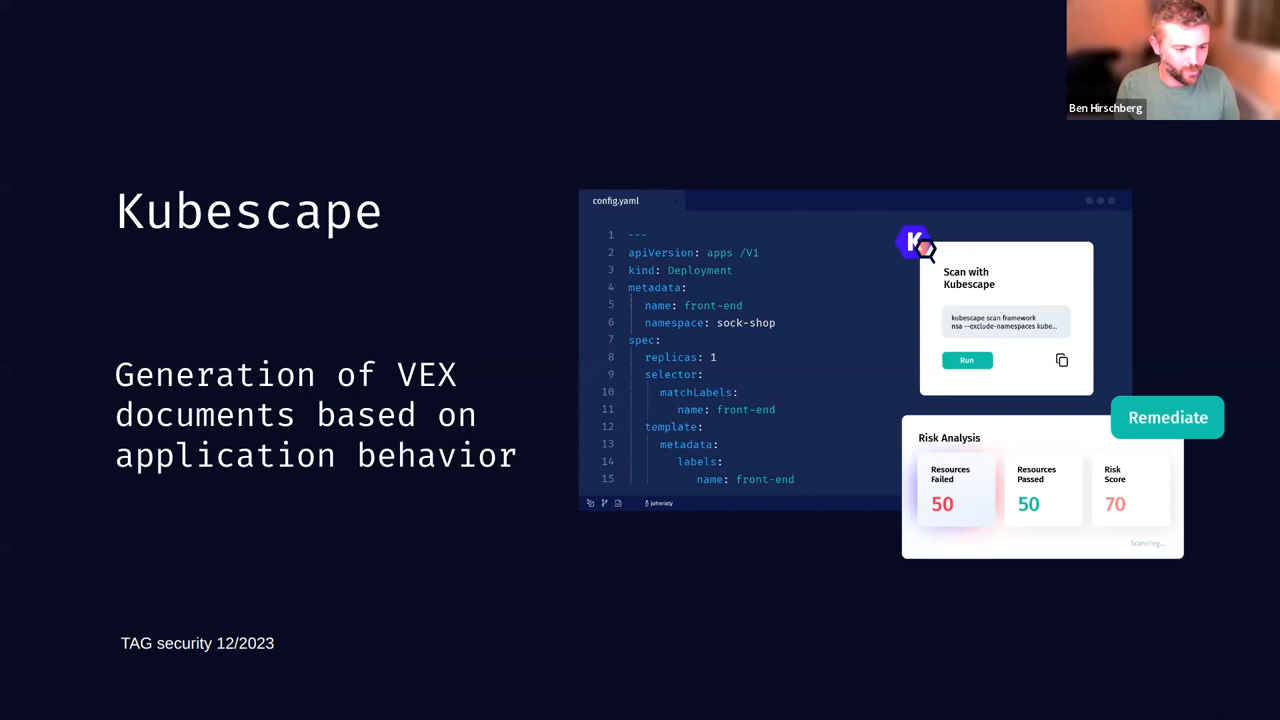 Ben Hirschberg
Kubescape
Generation of VEX
documents based on
application behavior
TAG security 12/2023
config.yaml
1 ---
2 apiVersion: apps /V1
3 kind: Deployment
4 metadata:
5 name: front-end
6 namespace: sock-shop
7 spec:
8 replicas: 1
9 selector:
10 matchLabels:
11 name: front-end
12 template:
13 metadata:
14 labels:
15 name: front-end
johnristy
K
Scan with
Kubescape
kubescape scan framework
nsa --exclude-namespaces kube...
Run
Remediate
Risk Analysis
Resources
Failed
50
Resources
Passed
50
Risk
Score
70
Scanning...